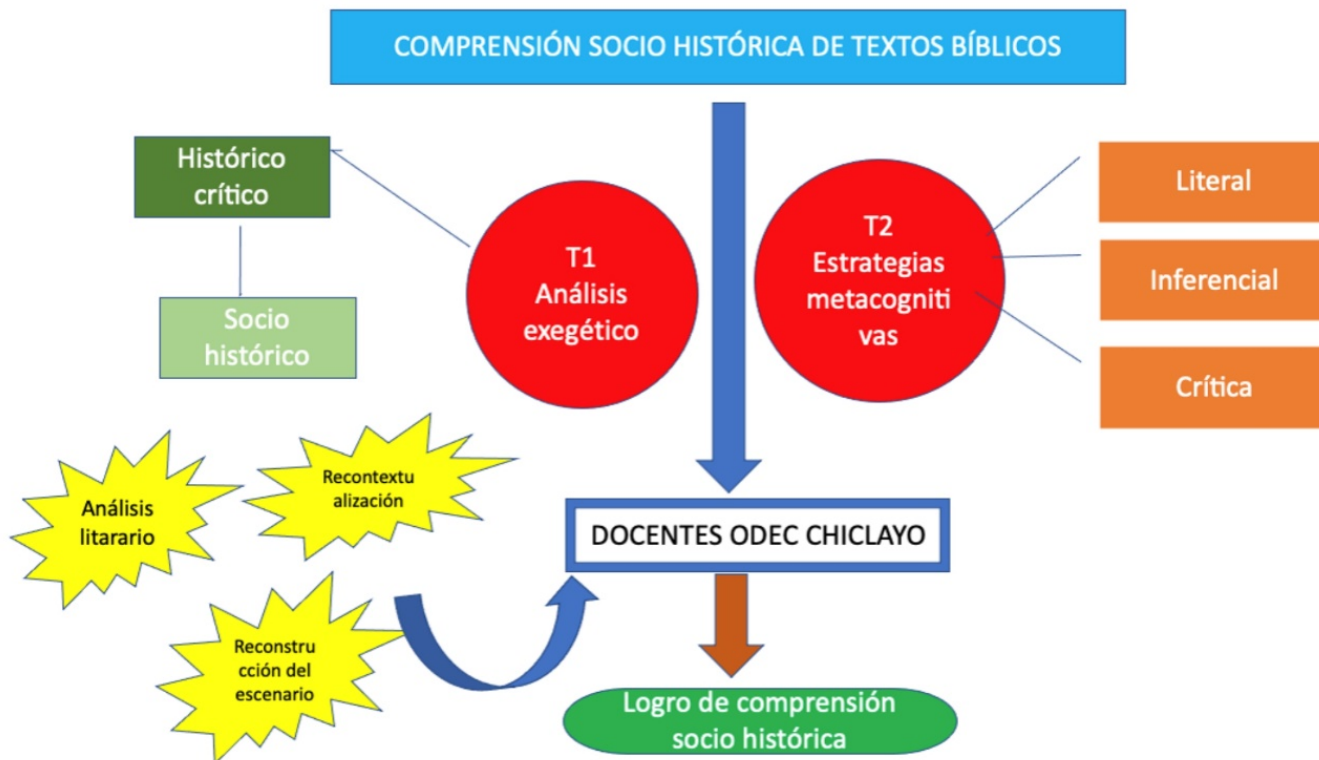 COMPRENSIÓN SOCIO HISTÓRICA DE TEXTOS BÍBLICOS
Histórico
crítico
Socio
histórico
T1
Análisis
exegético
T2
Estrategias
metacogniti
vas
Literal
Inferencial
Crítica
Análisis
litarario
Recontextu
alización
Reconstru
cción del
escenario
DOCENTES ODEC CHICLAYO
Logro de comprensión
socio histórica